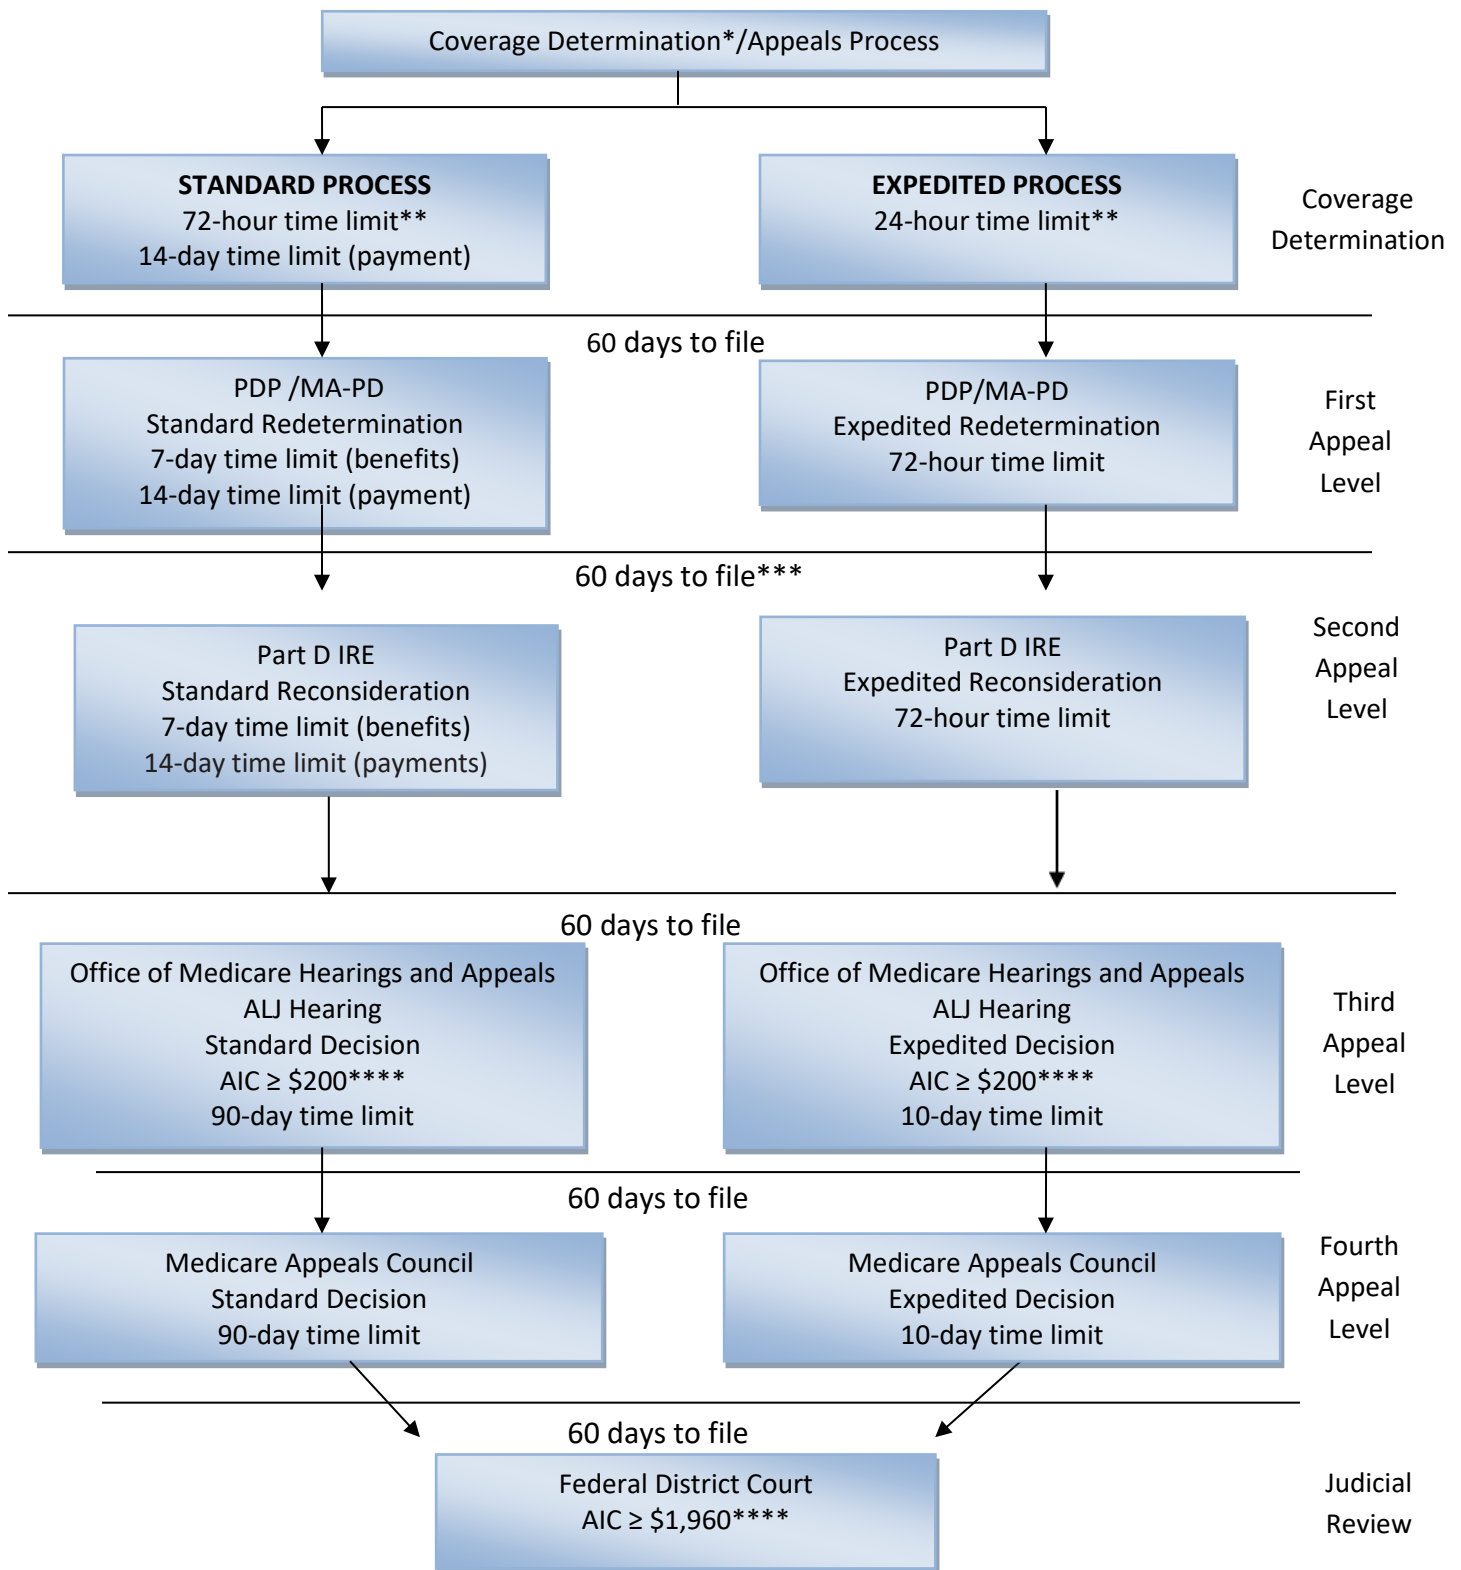 Coverage Determination*/Appeals Process
STANDARD PROCESS
72-hour time limit**
14-day time limit (payment)
EXPEDITED PROCESS
24-hour time limit**
Coverage
Determination
60 days to file
PDP /MA-PD
Standard Redetermination
7-day time limit (benefits)
14-day time limit (payment)
PDP/MA-PD
Expedited Redetermination
72-hour time limit
First
Appeal
Level
60 days to file***
Part D IRE
Standard Reconsideration
7-day time limit (benefits)
14-day time limit (payments)
Part D IRE
Expedited Reconsideration
72-hour time limit
Second
Appeal
Level
60 days to file
Office of Medicare Hearings and Appeals
ALJ Hearing
Standard Decision
AIC ≥ $200****
90-day time limit
Office of Medicare Hearings and Appeals
ALJ Hearing
Expedited Decision
AIC ≥ $200****
10-day time limit
Third
Appeal
Level
60 days to file
Medicare Appeals Council
Standard Decision
90-day time limit
Medicare Appeals Council
Expedited Decision
10-day time limit
Fourth
Appeal
Level
60 days to file
Federal District Court
AIC ≥ $1,960****
Judicial
Review